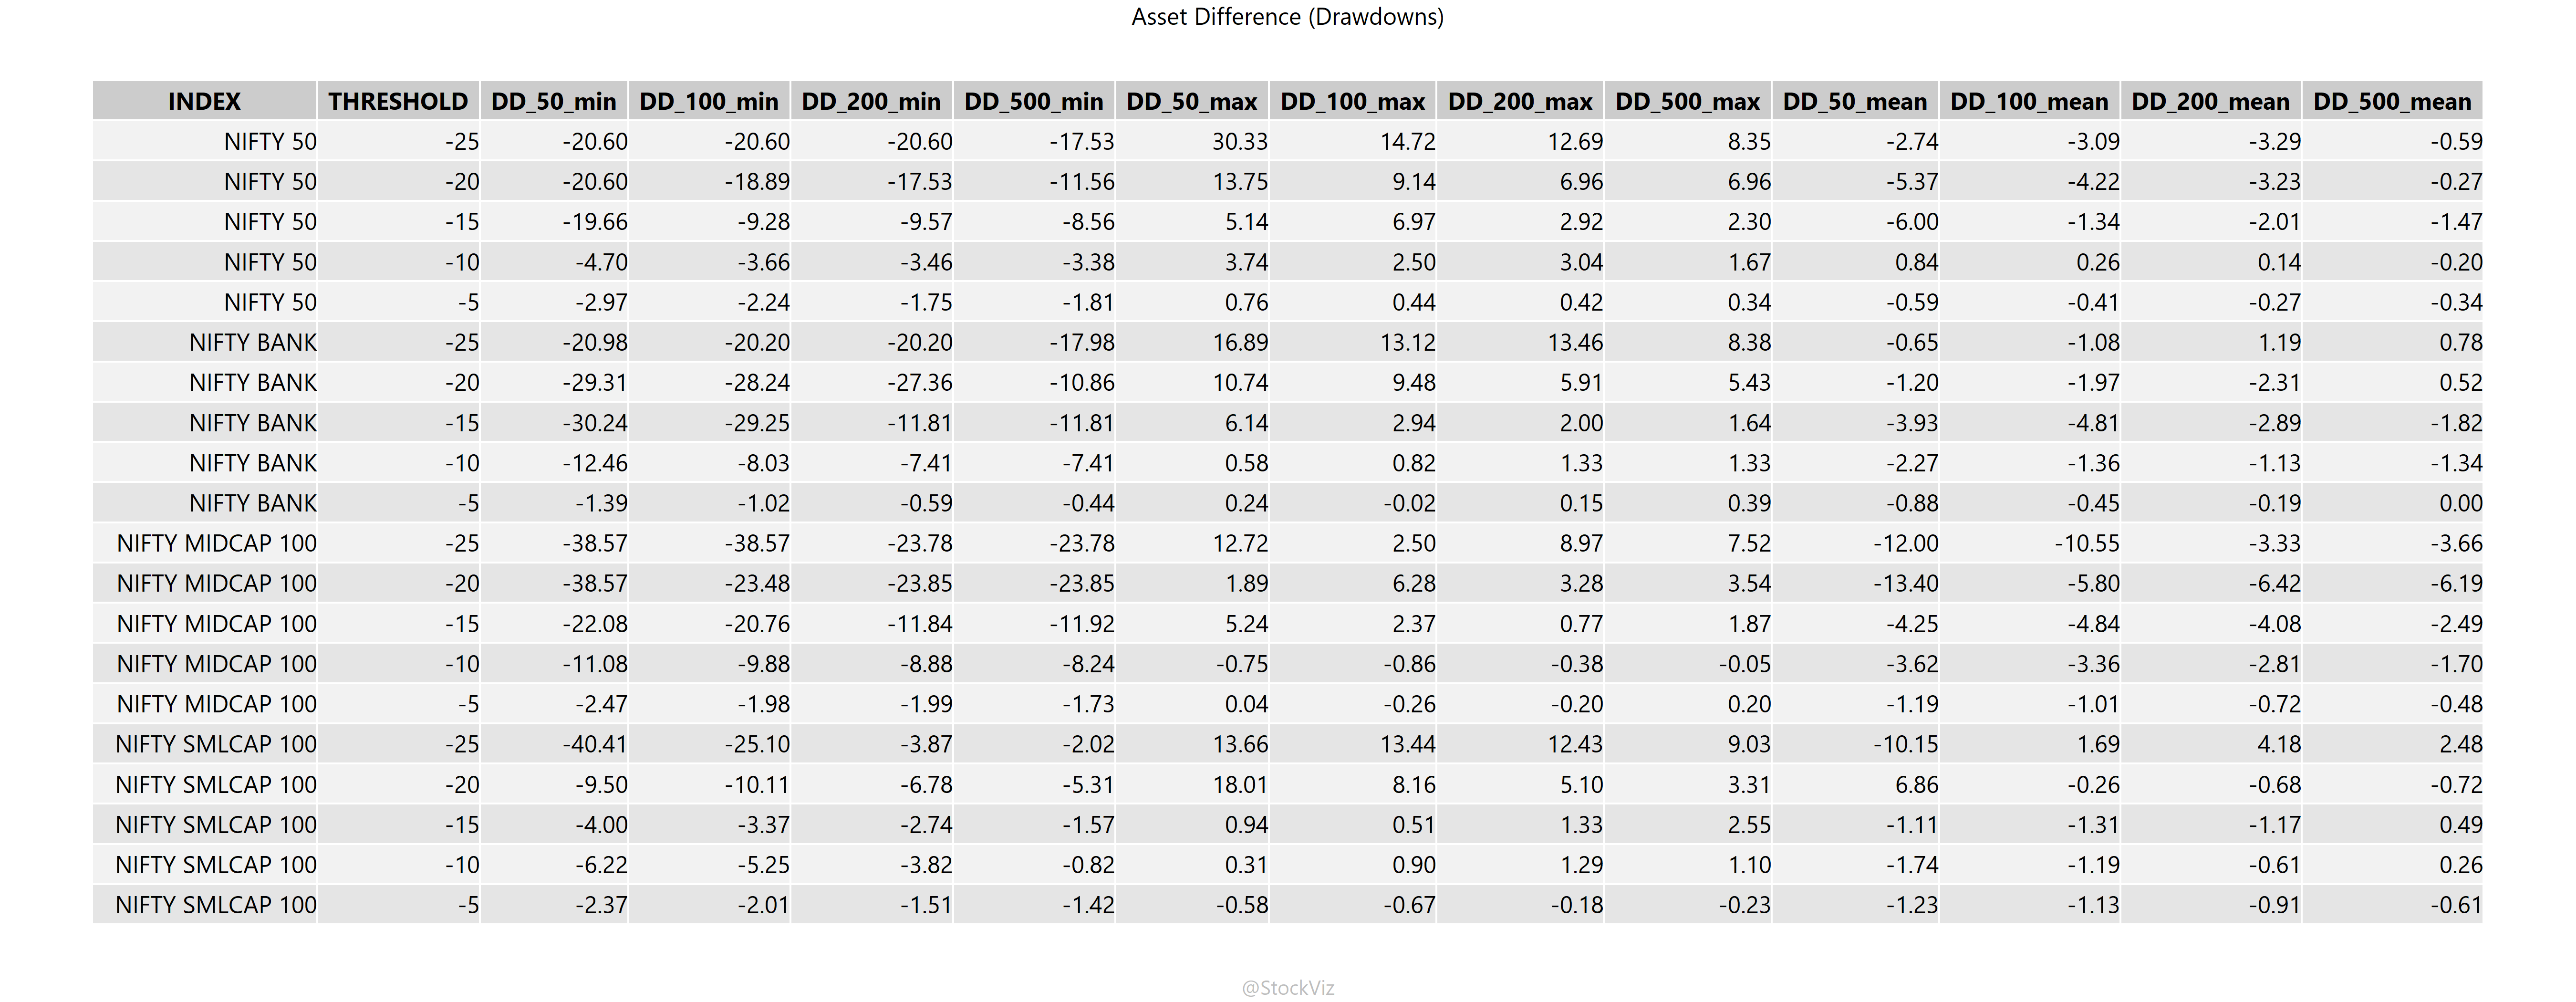 Asset Difference (Drawdowns)
INDEX THRESHOLD DD_50_min DD_100_min DD_200_min DD_500_min DD_50_max DD_100_max DD_200_max DD_500_max DD_50_mean DD_100_mean DD_200_mean DD_500_mean
NIFTY 50 -25 -20.60 -20.60 -20.60 -17.53 30.33 14.72 12.69 8.35 -2.74 -3.09 -3.29 -0.59
NIFTY 50 -20 -20.60 -18.89 -17.53 -11.56 13.75 9.14 6.96 6.96 -5.37 -4.22 -3.23 -0.27
NIFTY 50 -15 -19.66 -9.28 -9.57 -8.56 5.14 6.97 2.92 2.30 -6.00 -1.34 -2.01 -1.47
NIFTY 50 -10 -4.70 -3.66 -3.46 -3.38 3.74 2.50 3.04 1.67 0.84 0.26 0.14 -0.20
NIFTY 50 -5 -2.97 -2.24 -1.75 -1.81 0.76 0.44 0.42 0.34 -0.59 -0.41 -0.27 -0.34
NIFTY BANK -25 -20.98 -20.20 -20.20 -17.98 16.89 13.12 13.46 8.38 -0.65 -1.08 1.19 0.78
NIFTY BANK -20 -29.31 -28.24 -27.36 -10.86 10.74 9.48 5.91 5.43 -1.20 -1.97 -2.31 0.52
NIFTY BANK -15 -30.24 -29.25 -11.81 -11.81 6.14 2.94 2.00 1.64 -3.93 -4.81 -2.89 -1.82
NIFTY BANK -10 -12.46 -8.03 -7.41 -7.41 0.58 0.82 1.33 1.33 -2.27 -1.36 -1.13 -1.34
NIFTY BANK -5 -1.39 -1.02 -0.59 -0.44 0.24 -0.02 0.15 0.39 -0.88 -0.45 -0.19 0.00
NIFTY MIDCAP 100 -25 -38.57 -38.57 -23.78 -23.78 12.72 2.50 8.97 7.52 -12.00 -10.55 -3.33 -3.66
NIFTY MIDCAP 100 -20 -38.57 -23.48 -23.85 -23.85 1.89 6.28 3.28 3.54 -13.40 -5.80 -6.42 -6.19
NIFTY MIDCAP 100 -15 -22.08 -20.76 -11.84 -11.92 5.24 2.37 0.77 1.87 -4.25 -4.84 -4.08 -2.49
NIFTY MIDCAP 100 -10 -11.08 -9.88 -8.88 -8.24 -0.75 -0.86 -0.38 -0.05 -3.62 -3.36 -2.81 -1.70
NIFTY MIDCAP 100 -5 -2.47 -1.98 -1.99 -1.73 0.04 -0.26 -0.20 0.20 -1.19 -1.01 -0.72 -0.48
NIFTY SMLCAP 100 -25 -40.41 -25.10 -3.87 -2.02 13.66 13.44 12.43 9.03 -10.15 1.69 4.18 2.48
NIFTY SMLCAP 100 -20 -9.50 -10.11 -6.78 -5.31 18.01 8.16 5.10 3.31 6.86 -0.26 -0.68 -0.72
NIFTY SMLCAP 100 -15 -4.00 -3.37 -2.74 -1.57 0.94 0.51 1.33 2.55 -1.11 -1.31 -1.17 0.49
NIFTY SMLCAP 100 -10 -6.22 -5.25 -3.82 -0.82 0.31 0.90 1.29 1.10 -1.74 -1.19 -0.61 0.26
NIFTY SMLCAP 100 -5 -2.37 -2.01 -1.51 -1.42 -0.58 -0.67 -0.18 -0.23 -1.23 -1.13 -0.91 -0.61
@StockViz